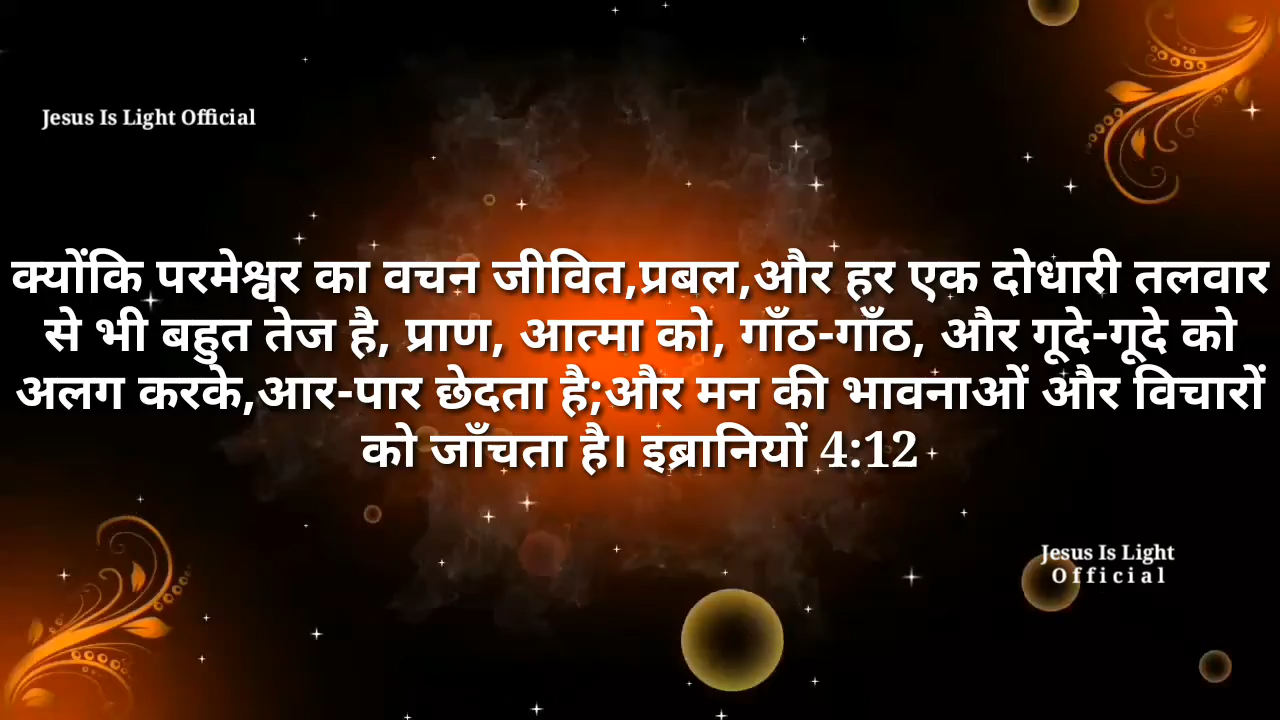 Jesus Is Light Official
क्योंकि परमेश्वर का वचन जीवित,प्रबल,और हर एक दोधारी तलवार
से भी बहुत तेज है, प्राण, आत्मा को, गाँठ-गाँठ, और गूदे-गूदे को
अलग करके,आर-पार छेदता है;और मन की भावनाओं और विचारों
को जाँचता है। इब्रानियों 4:12
Jesus Is Light
Official